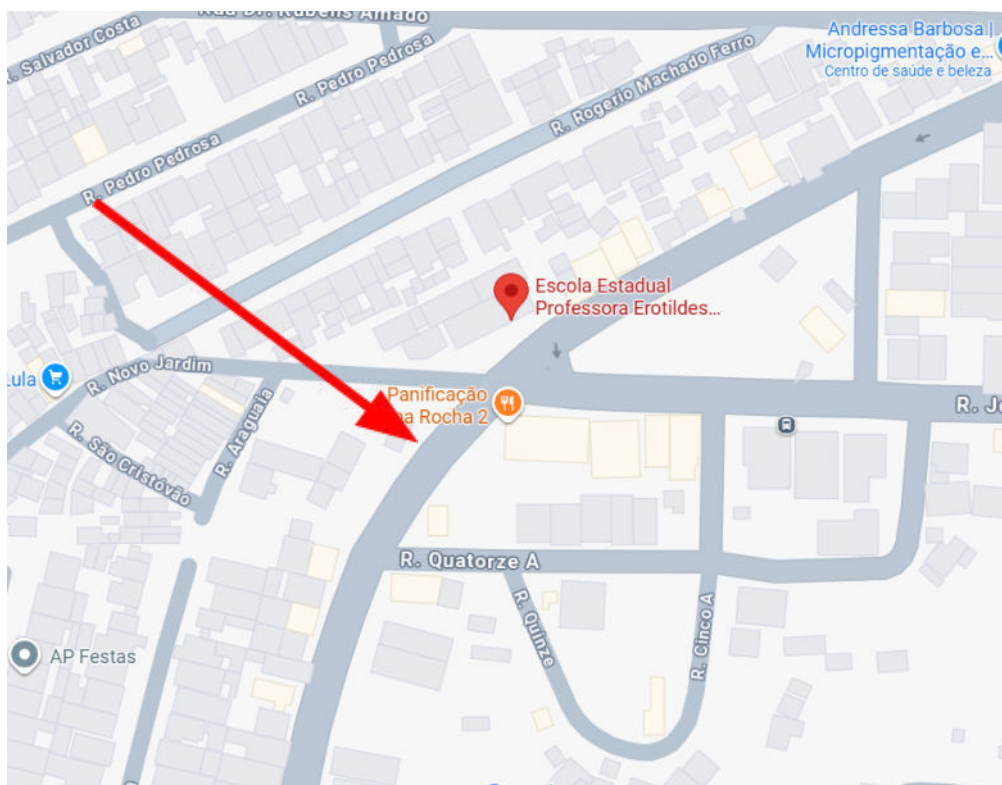 Rua Dr. Rubens Amado
R. Salvador Costa
R. Pedro Pedrosa
R. Rogerio Machado Ferro
Andressa Barbosa |
Micropigmentação e...
Centro de saúde e beleza
R. Pedro Pedrosa
Escola Estadual
Professora Erotildes...
Lula
R. Novo Jardim
Panificação
na Rocha 2
R. Jo
R. Araguaia
R. São Cristóvão
R. Quatorze A
R. Quinze
R. Cinco A
AP Festas